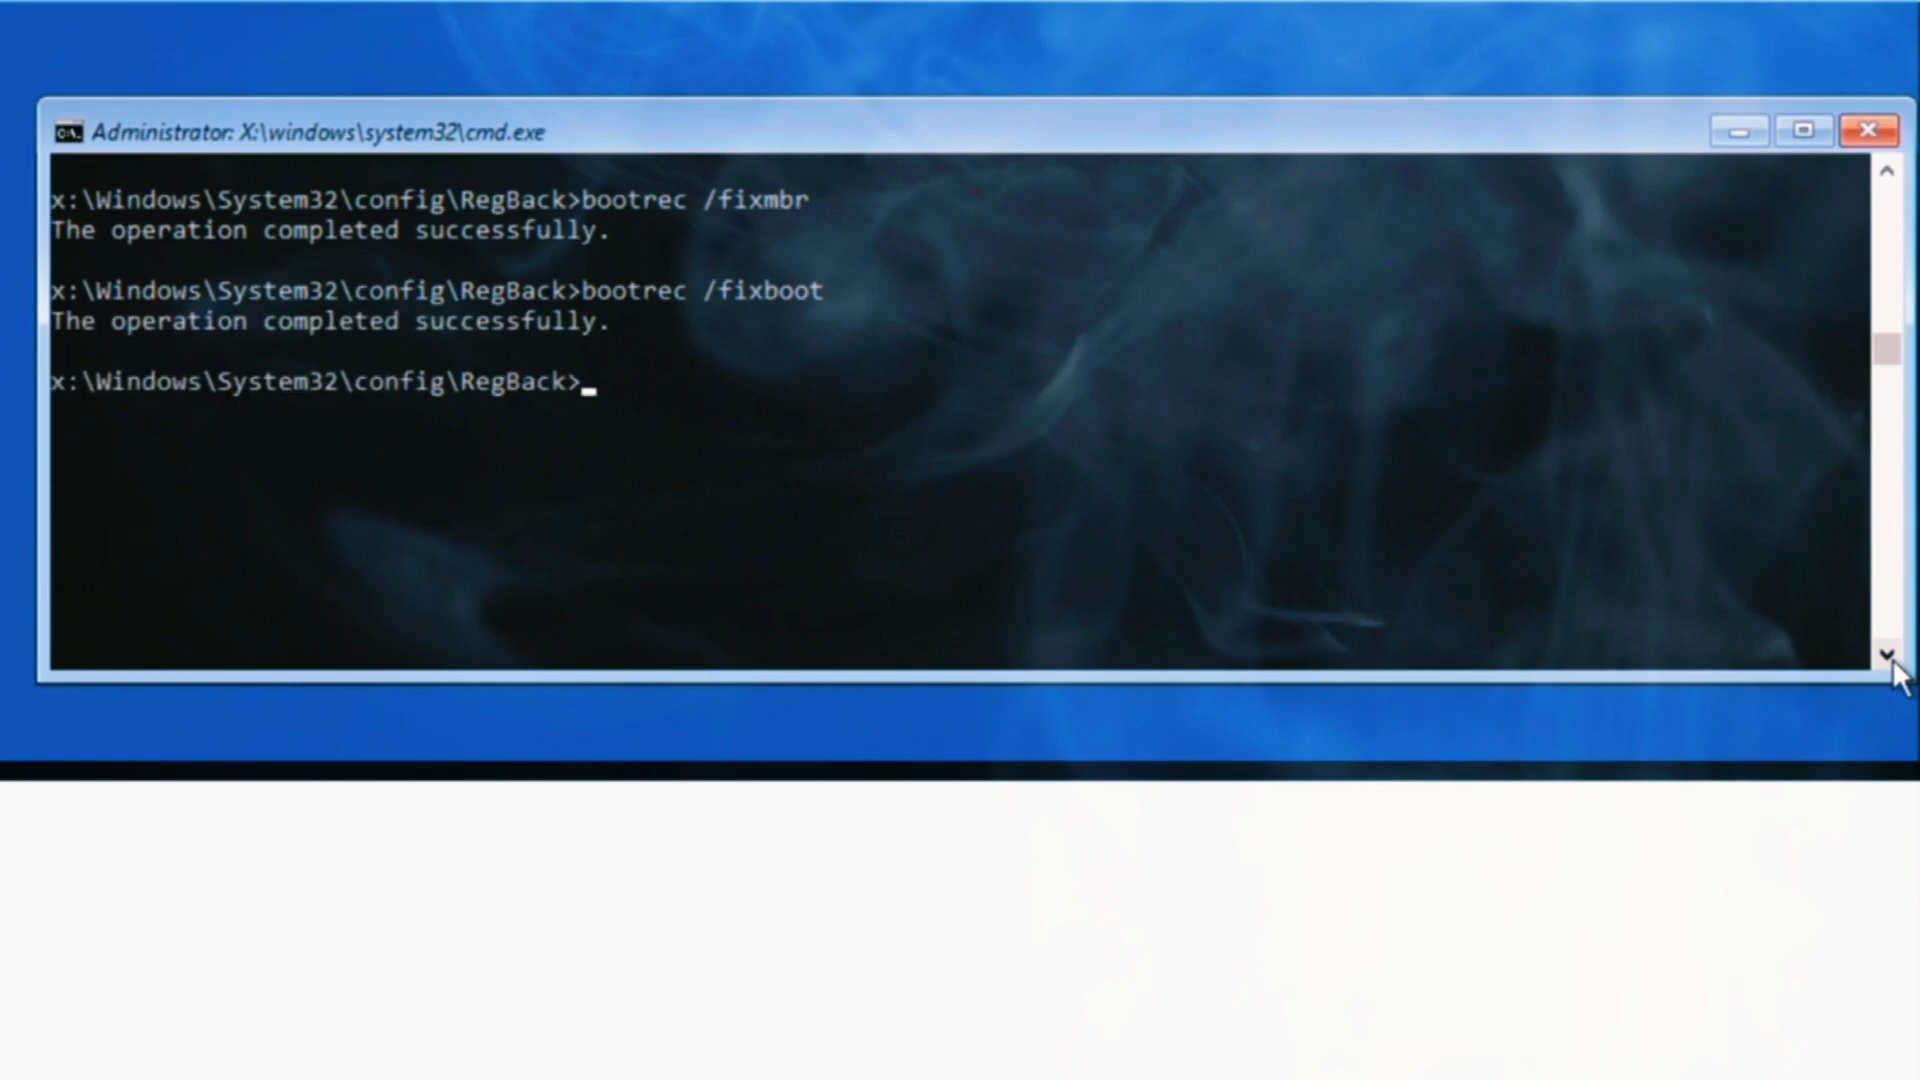 Administrator: X:\windows\system32\cmd.exe
x:\Windows\System32\config\RegBack>bootrec /fixmbr
The operation completed successfully.
x:\Windows\System32\config\RegBack>bootrec /fixboot
The operation completed successfully.
x:\Windows\System32\config\RegBack>